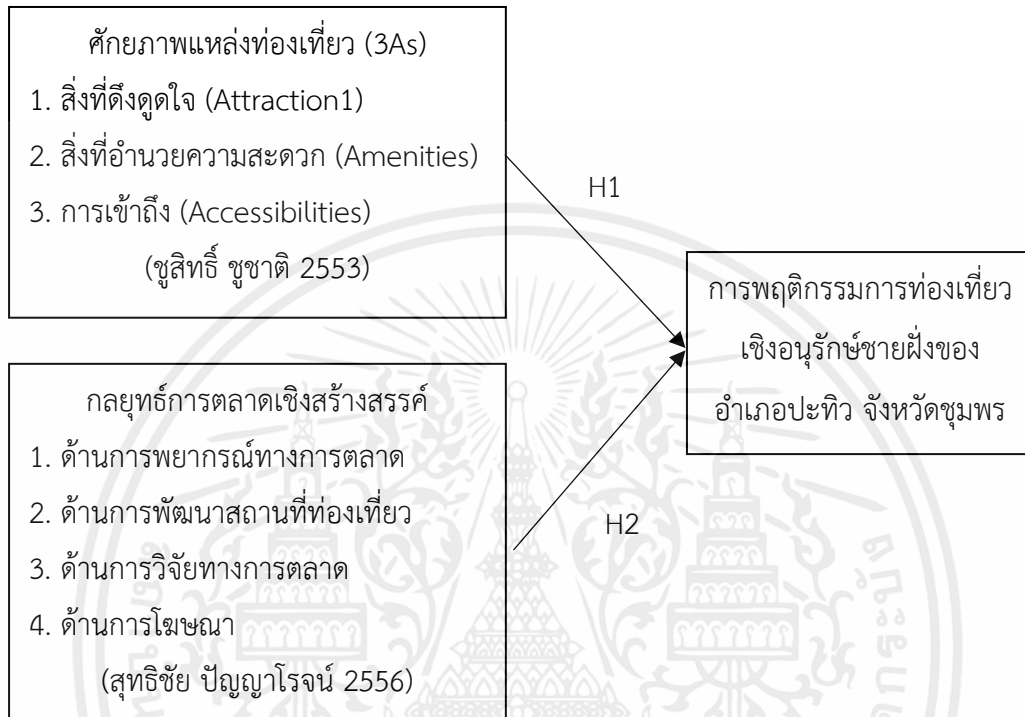 ศักยภาพแหล่งท่องเที่ยว (3As)
1. สิ่งที่ดึงดูดใจ (Attraction1)
2. สิ่งที่อำนวยความสะดวก (Amenities)
3. การเข้าถึง (Accessibilities)
(ชูสิทธิ์ ชูชาติ 2553)
H1
การพฤติกรรมการท่องเที่ยว
เชิงอนุรักษ์ชายฝั่งของ
อำเภอปะทิว จังหวัดชุมพร
กลยุทธ์การตลาดเชิงสร้างสรรค์
1. ด้านการพยากรณ์ทางการตลาด
2. ด้านการพัฒนาสถานที่ท่องเที่ยว
3. ด้านการวิจัยทางการตลาด
4. ด้านการโฆษณา
(สุทธิชัย ปัญญาโรจน์ 2556)
H2